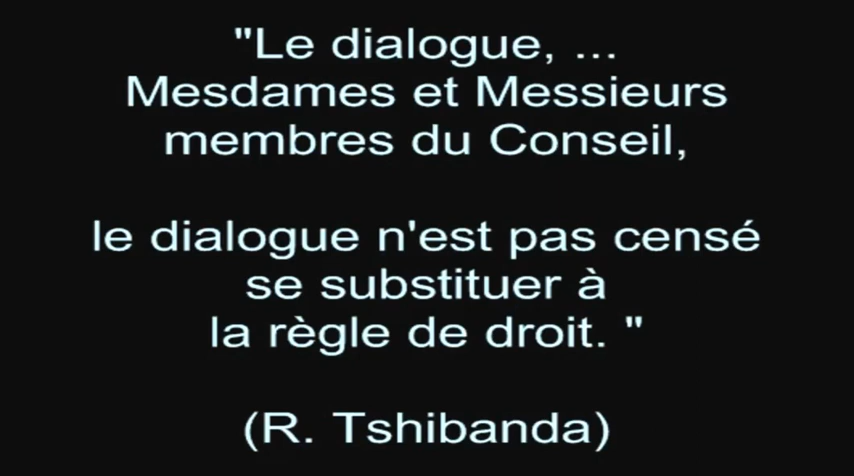 "Le dialogue, ...
Mesdames et Messieurs
membres du Conseil,
le dialogue n'est pas censé
se substituer à
la règle de droit. "
(R. Tshibanda)